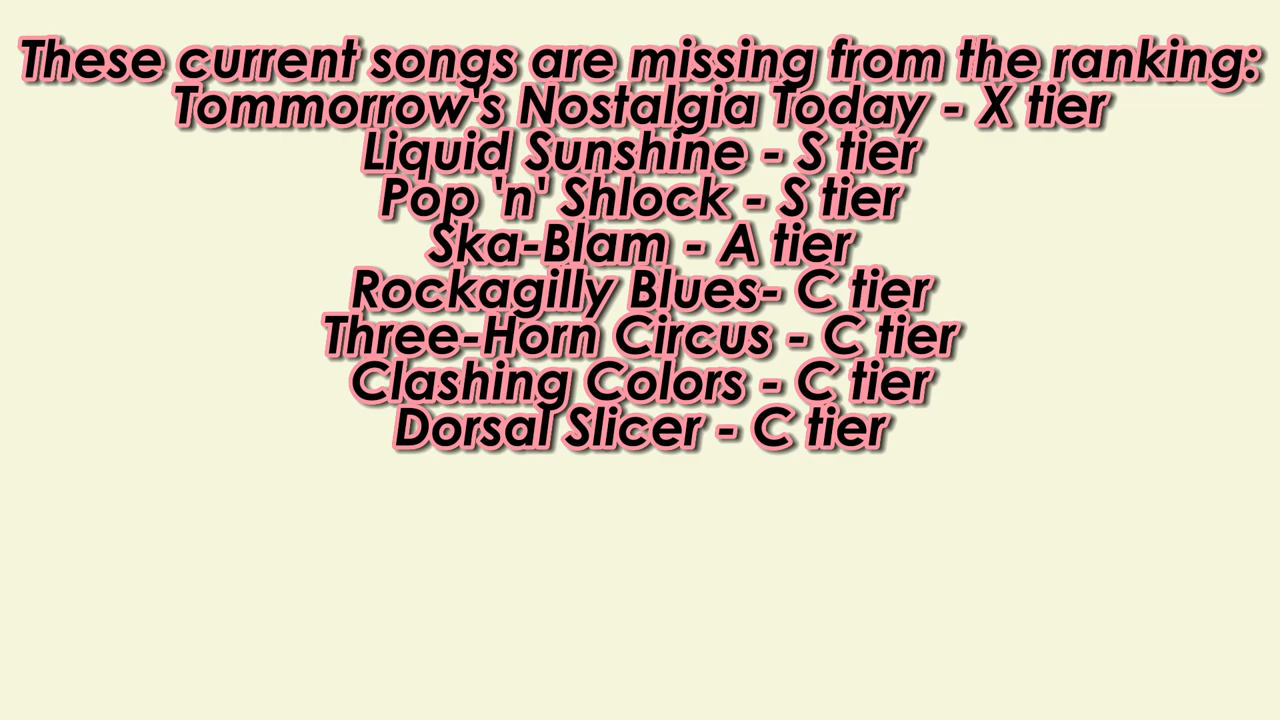 These current songs are missing from the ranking:
Tommorrow's Nostalgia Today - X tier
Liquid Sunshine - S tier
Pop 'n' Shlock - S tier
Ska-Blam - A tier
Rockagilly Blues- C tier
Three-Horn Circus - C tier
Clashing Colors - C tier
Dorsal Slicer - C tier